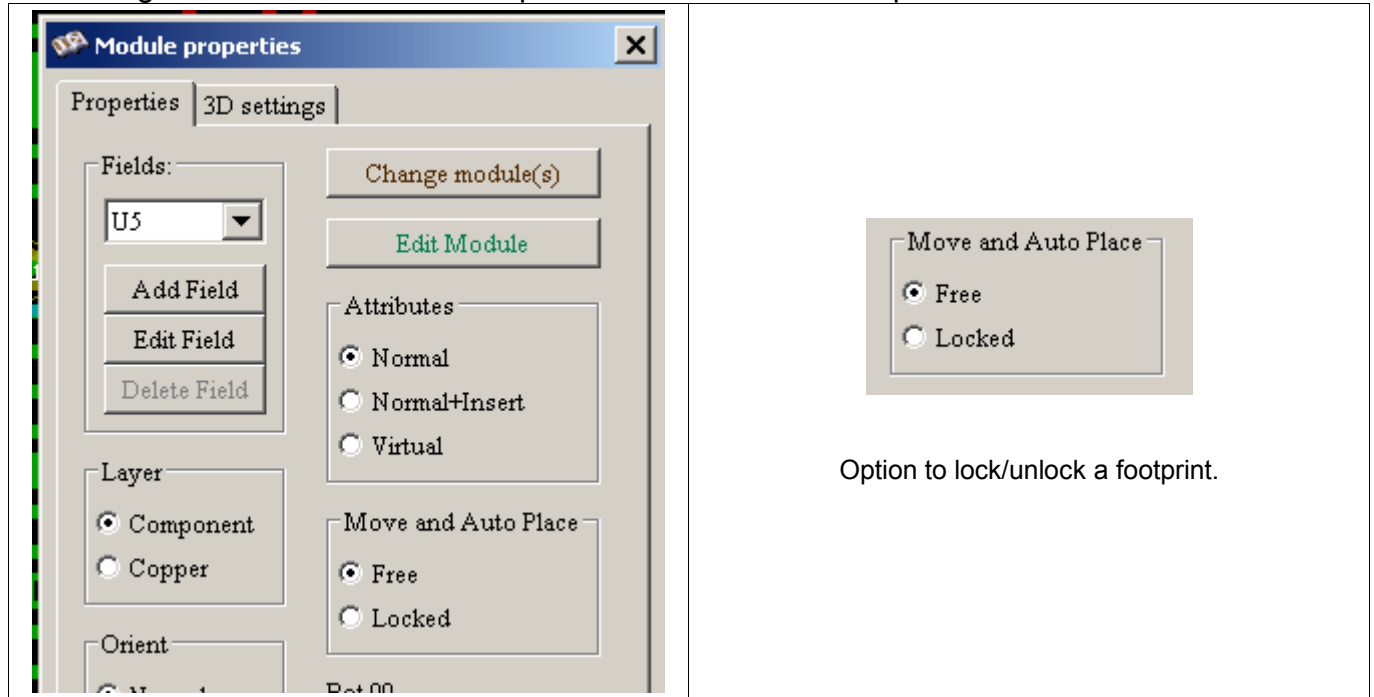 Module properties
Properties
3D settings
Fields:
U5
Add Field
Edit Field
Delete Field
Layer
Component
Copper
Orient
Change module(s)
Edit Module
Attributes
Normal
Normal+Insert
Virtual
Move and Auto Place
Free
Locked
Move and Auto Place
Free
Locked
Option to lock/unlock a footprint.